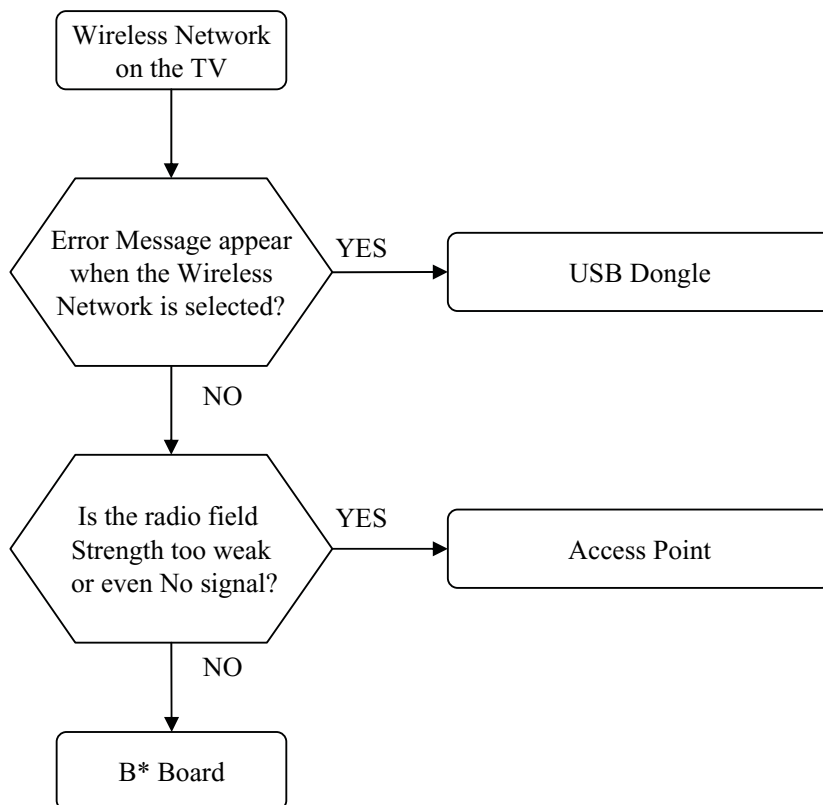 Wireless Network
on the TV
Error Message appear
when the Wireless
Network is selected?
YES
USB Dongle
NO
Is the radio field
Strength too weak
or even No signal?
YES
Access Point
NO
B* Board